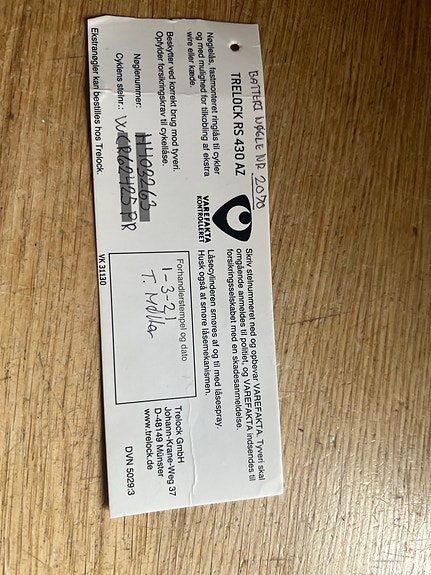 BATTERI NØGLE NR 2070
TRELOCK RS 430 AZ
Nøglelås, fastmonteret ringlås til cykler
og med mulighed for tilkobling af ekstra
wire eller kæde.
Beskytter ved korrekt brug mod tyveri.
Opfylder forsikringskrav til cykellåse.
Nøglenummer:
Cyklens stelnr.:
Ekstranøgler kan bestilles hos Trelock.
VAREFAKTA
KONTROLLERET
VK 31130
Skriv stelnummeret ned og opbevar VAREFAKTA. Tyveri skal
omgående anmeldes til politiet, og VAREFAKTA indsendes til
forsikringsselskabet med en skadesanmeldelse.
Låsecylinderen smøres af og til med låsespray.
Husk også at smøre låsemekanismen.
Forhandlerstempel og dato
1-3-21
T. Møller
Trelock GmbH
Johann-Krane-Weg 37
D-48149 Münster
www.trelock.de
DVN 5029:3